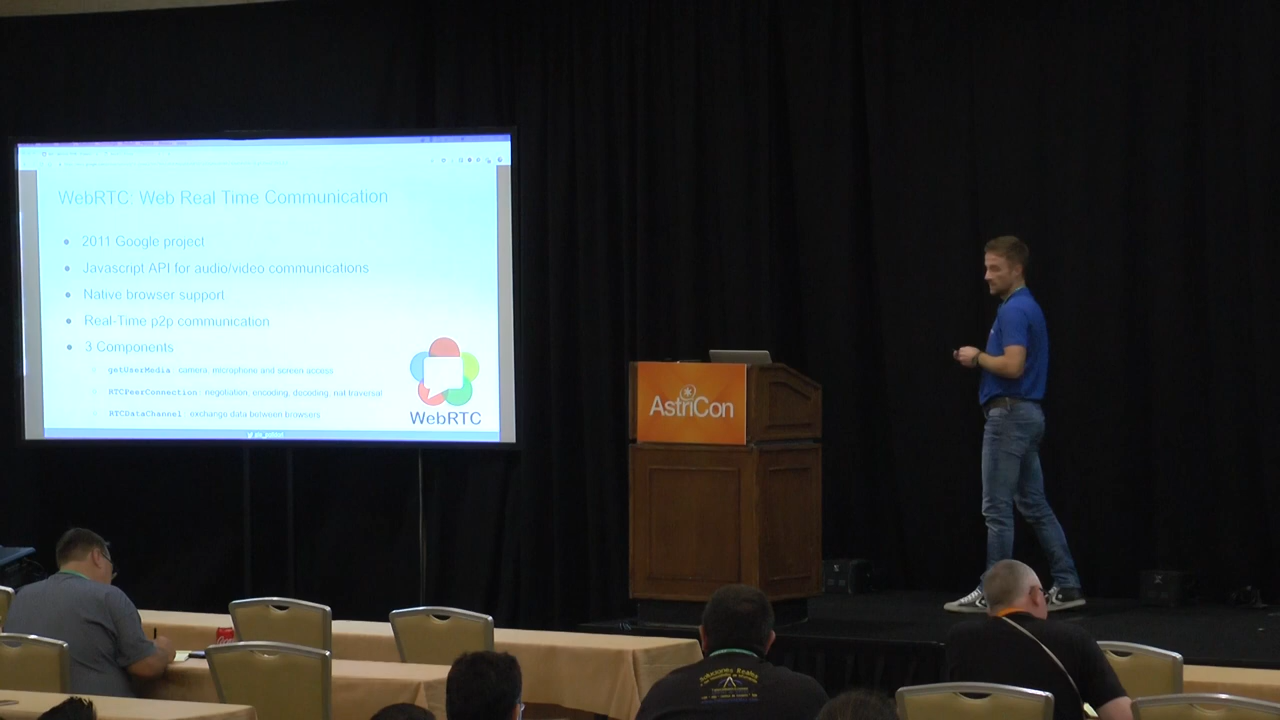 WebRTC: Web Real Time Communication
2011 Google project
Javascript API for audio/video communications
Native browser support
Real-Time p2p communication
3 Components
getUserMedia: camera, microphone and screen access
RTCPeerConnection: negotiation, encoding, decoding, nat traversal
RTCDataChannel: exchange data between browsers
WebRTC
AstriCon
Soluciones Reales